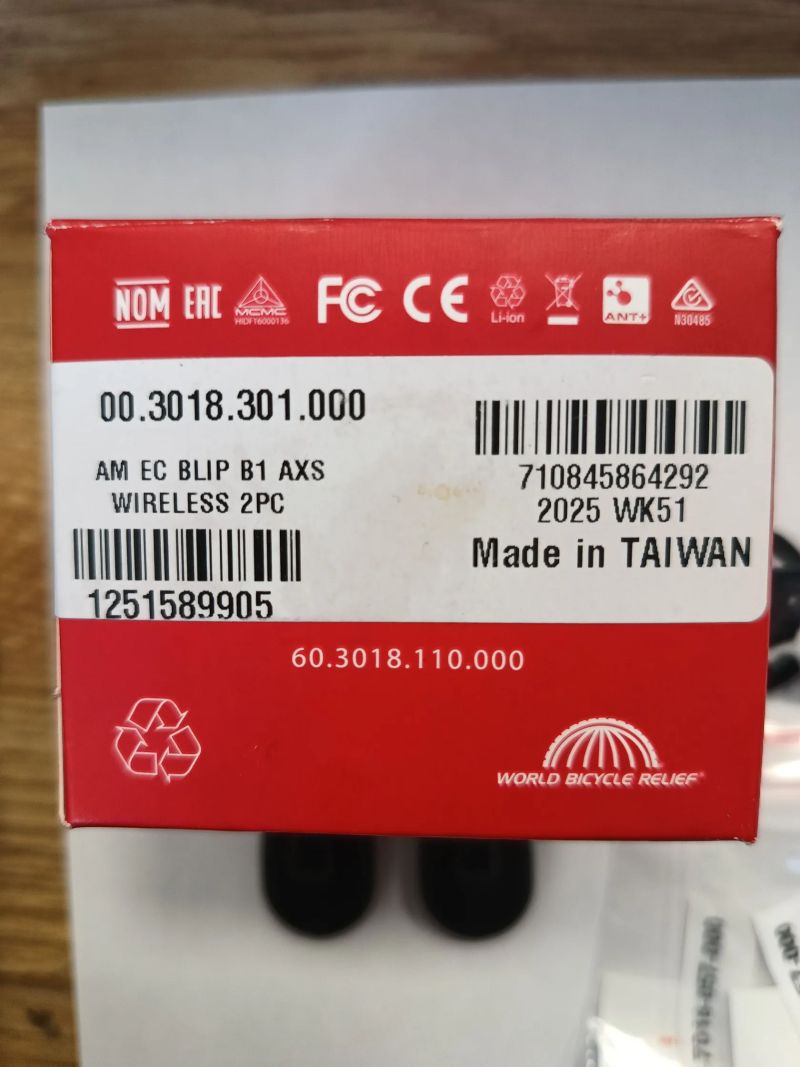 NOM EAC MCMC HIDF16000136 FC CE Li-ion ANT+ N30485
00.3018.301.000
AM EC BLIP B1 AXS
WIRELESS 2PC
1251589905
710845864292
2025 WK51
Made in TAIWAN
60.3018.110.000
WORLD BICYCLE RELIEF